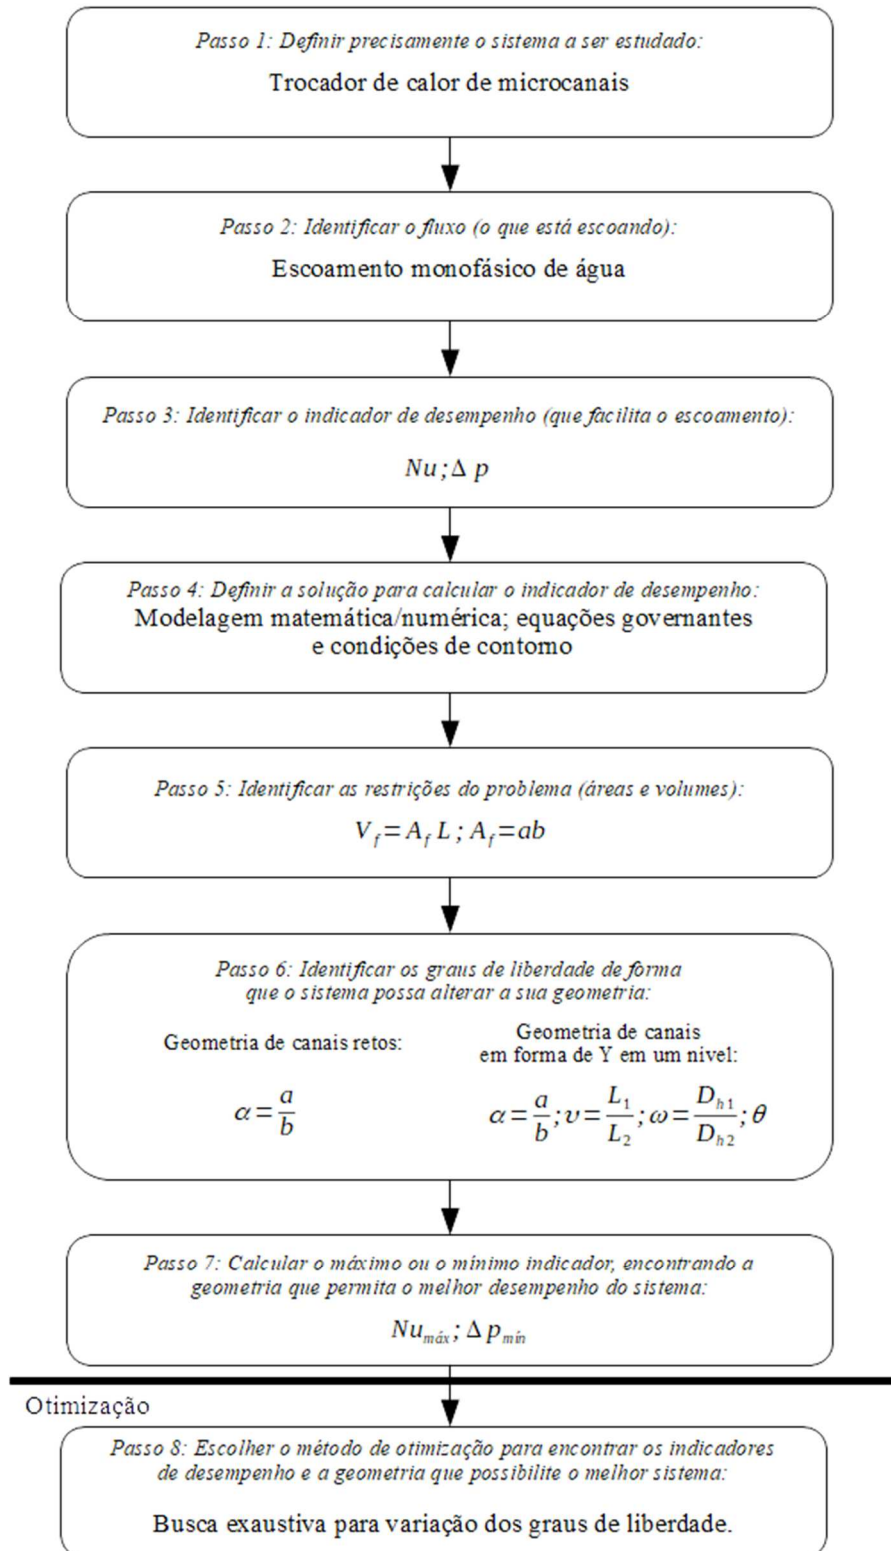 Passo 1: Definir precisamente o sistema a ser estudado:
Trocador de calor de microcanais
Passo 2: Identificar o fluxo (o que está escoando):
Escoamento monofásico de água
Passo 3: Identificar o indicador de desempenho (que facilita o escoamento):
Nu ; Δ p
Passo 4: Definir a solução para calcular o indicador de desempenho:
Modelagem matemática/numérica; equações governantes
e condições de contorno
Passo 5: Identificar as restrições do problema (áreas e volumes):
V_f = A_f L ; A_f = ab
Passo 6: Identificar os graus de liberdade de forma
que o sistema possa alterar a sua geometria:
Geometria de canais retos:
α = a/b
Geometria de canais
em forma de Y em um nivel:
α = a/b ; υ = L_1/L_2 ; ω = D_h1/D_h2 ; θ
Passo 7: Calcular o máximo ou o mínimo indicador, encontrando a
geometria que permita o melhor desempenho do sistema:
Nu_máx ; Δ p_mín
Otimização
Passo 8: Escolher o método de otimização para encontrar os indicadores
de desempenho e a geometria que possibilite o melhor sistema:
Busca exaustiva para variação dos graus de liberdade.